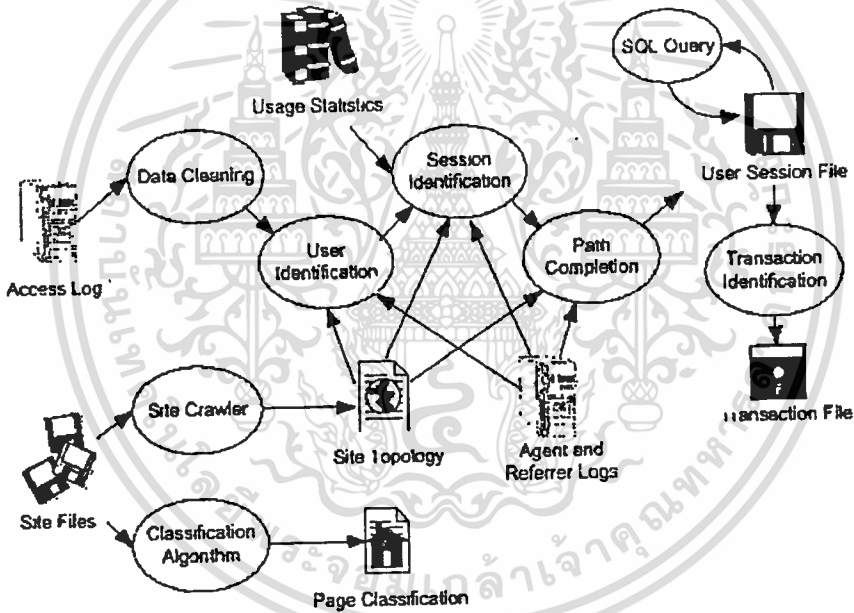 SQL Query
Usage Statistics
Session
Identification
Data Cleaning
User Session File
User
Identification
Path
Completion
Transaction
Identification
Access Log
Site Crawler
Transaction File
Site Topology
Agent and
Referrer Logs
Site Files
Classification
Algorithm
Page Classification